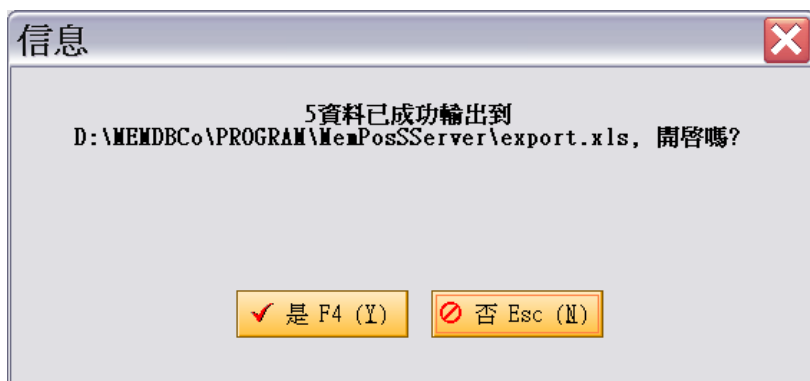 信息
5資料已成功輸出到
D:\MEMDBCo\PROGRAM\MemPosSServer\export.xls, 開啓嗎?
是 F4 (Y)
否 Esc (N)